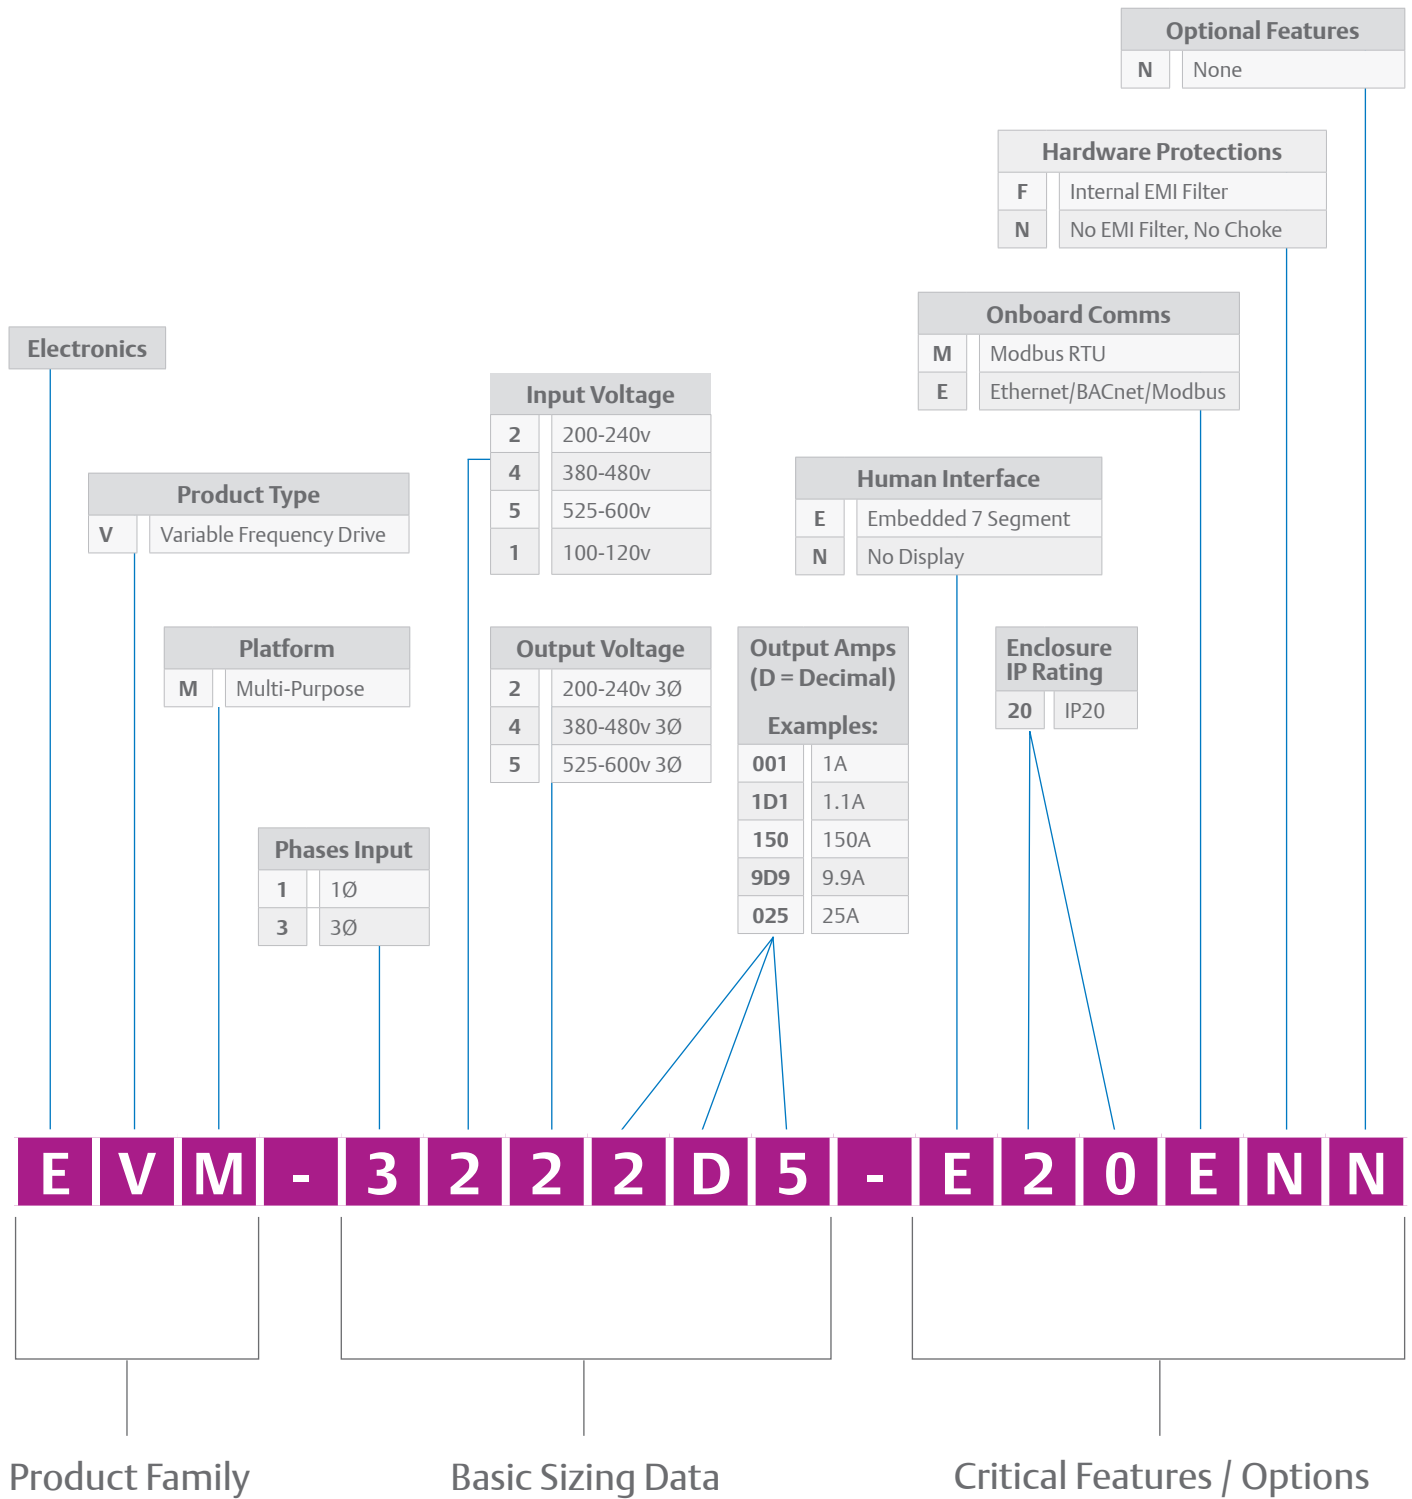 Optional Features
N None
Hardware Protections
F Internal EMI Filter
N No EMI Filter, No Choke
Onboard Comms
M Modbus RTU
E Ethernet/BACnet/Modbus
Electronics
Input Voltage
2 200-240v
4 380-480v
5 525-600v
1 100-120v
Human Interface
E Embedded 7 Segment
N No Display
Product Type
V Variable Frequency Drive
Platform
M Multi-Purpose
Output Voltage
2 200-240v 3Ø
4 380-480v 3Ø
5 525-600v 3Ø
Output Amps
(D = Decimal)
Examples:
001 1A
1D1 1.1A
150 150A
9D9 9.9A
025 25A
Enclosure
IP Rating
20 IP20
Phases Input
1 1Ø
3 3Ø
E V M - 3 2 2 2 D 5 - E 2 0 E N N
Product Family
Basic Sizing Data
Critical Features / Options